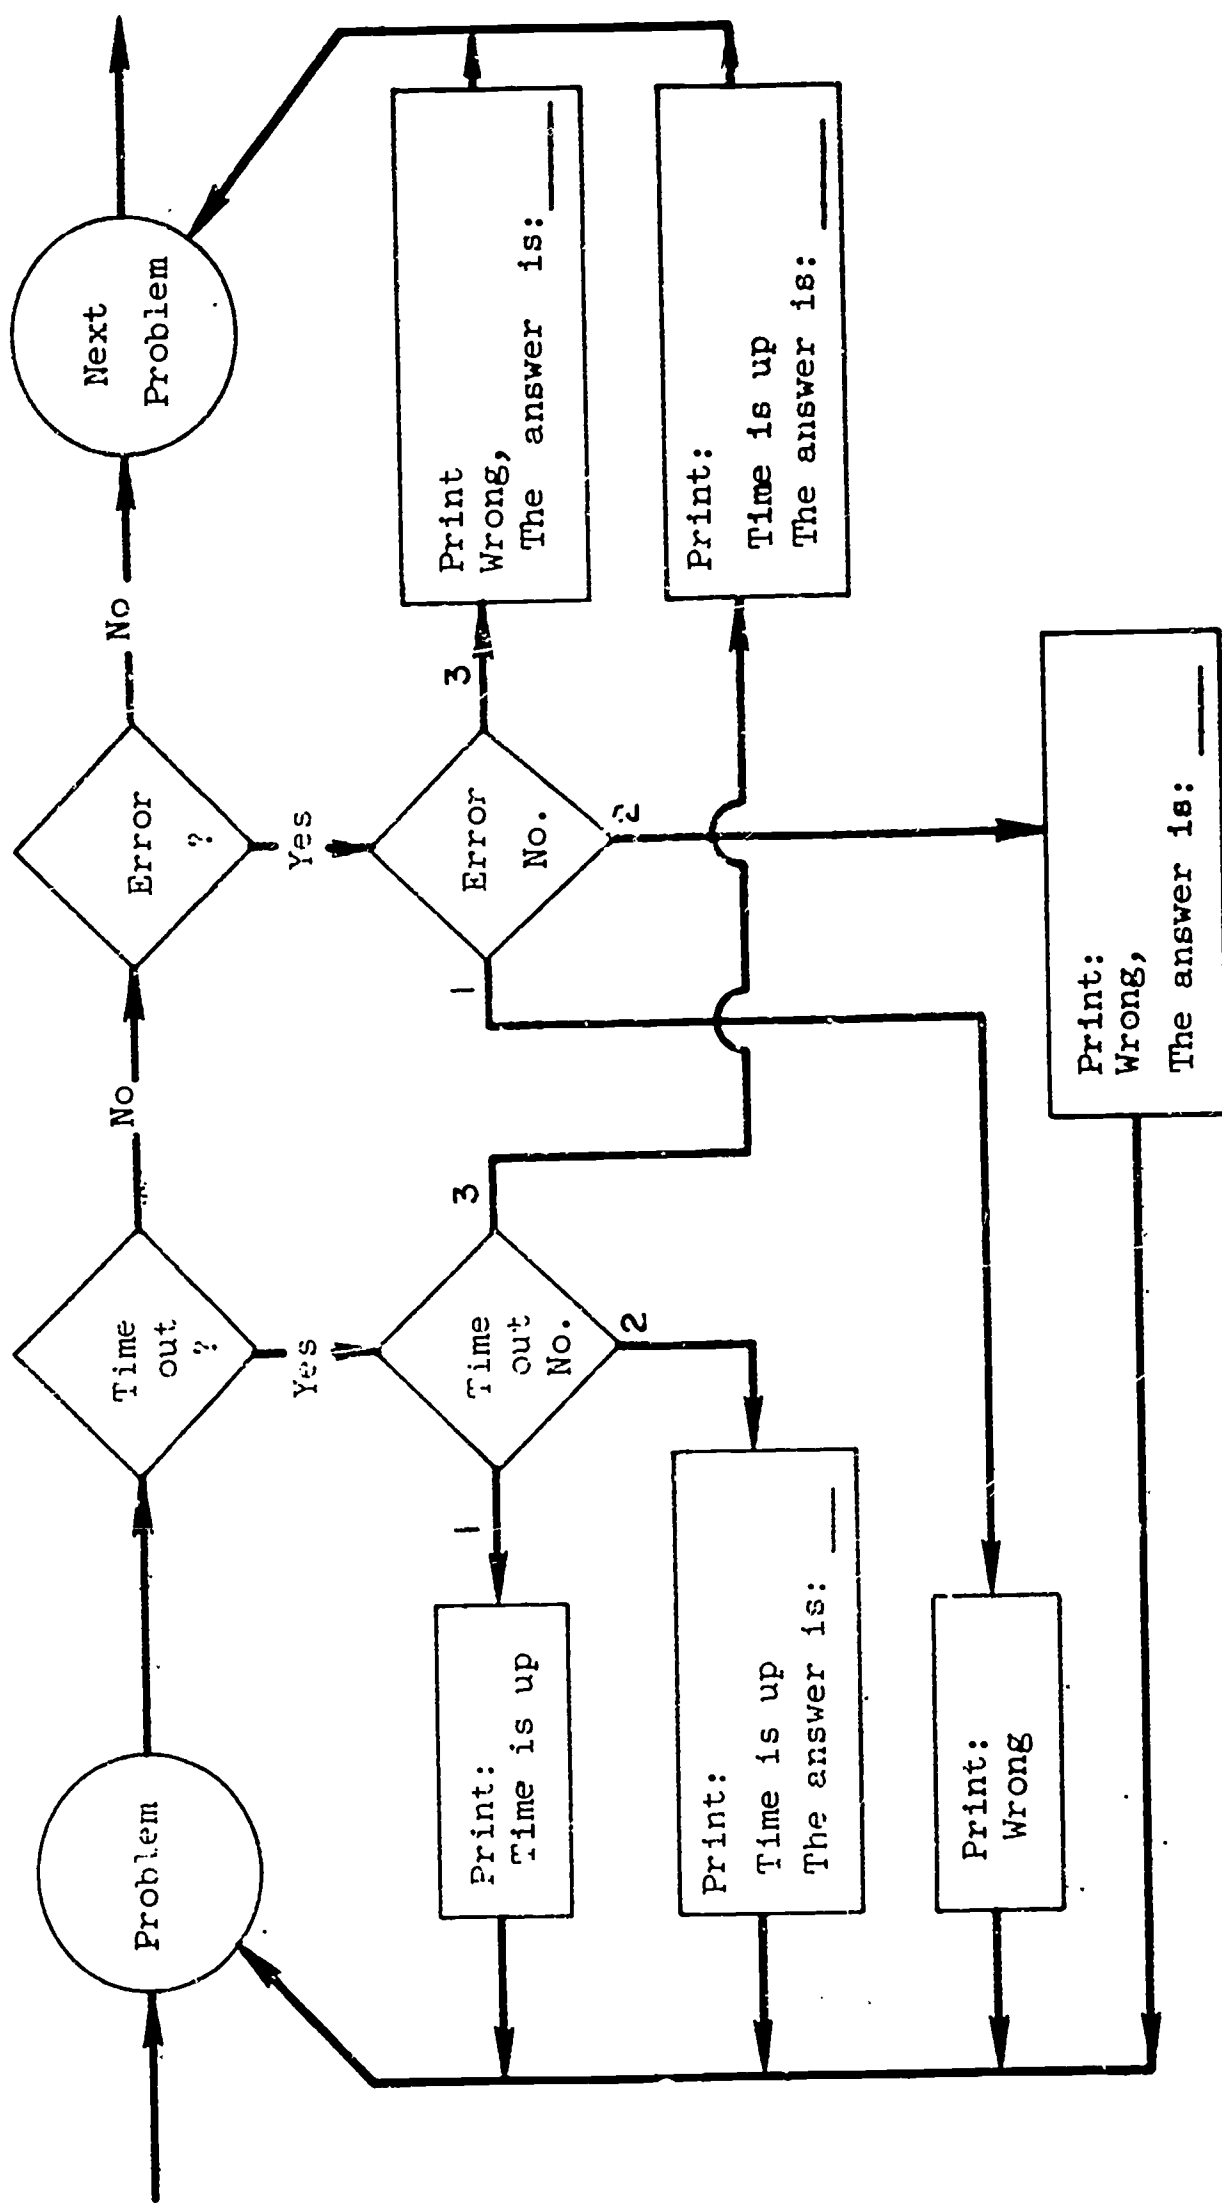 Problem
Time
out
?
No
Error
?
No
Next
Problem
Yes
Yes
Time
out
No.
1
2
3
Error
No.
1
2
3
Print:
Time is up
Print:
Time is up
The answer is: ___
Print:
Wrong
Print
Wrong,
The answer is: ___
Print:
Time is up
The answer is: ___
Print:
Wrong,
The answer is: ___